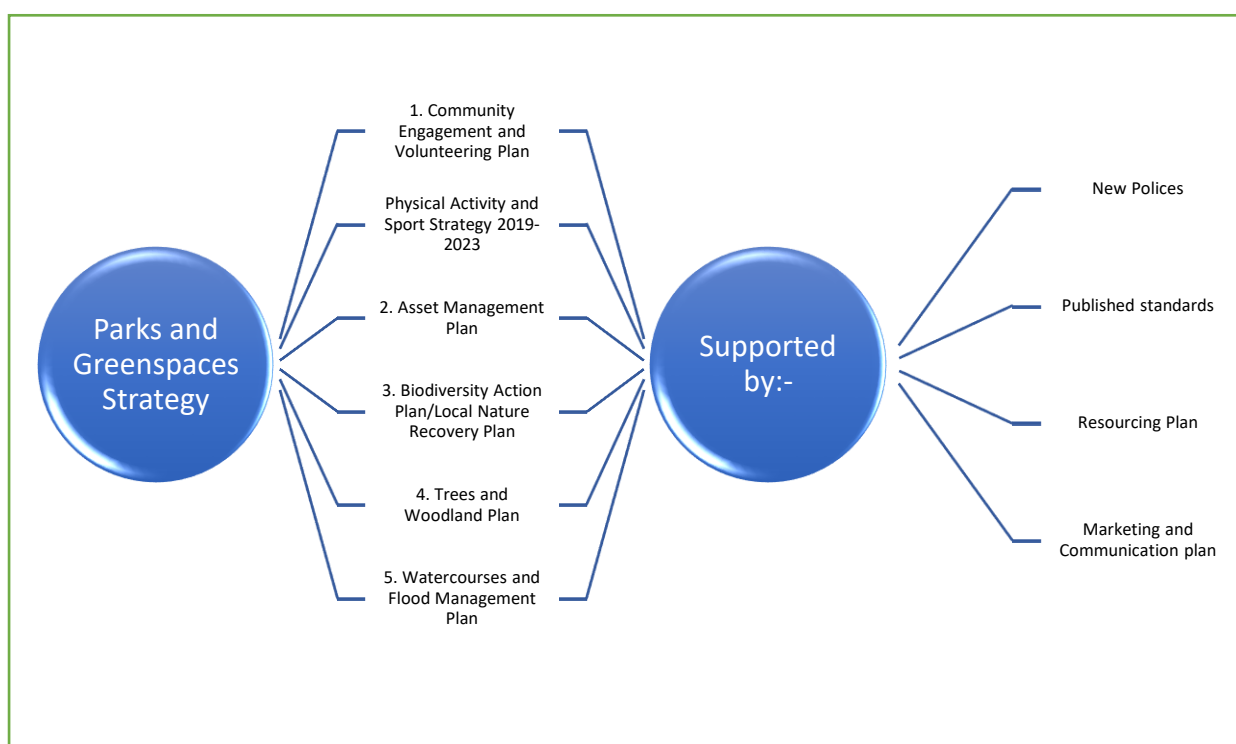 Parks and
Greenspaces
Strategy
1. Community
Engagement and
Volunteering Plan
Physical Activity and
Sport Strategy 2019-
2023
2. Asset Management
Plan
3. Biodiversity Action
Plan/Local Nature
Recovery Plan
4. Trees and
Woodland Plan
5. Watercourses and
Flood Management
Plan
Supported
by:-
New Polices
Published standards
Resourcing Plan
Marketing and
Communication plan